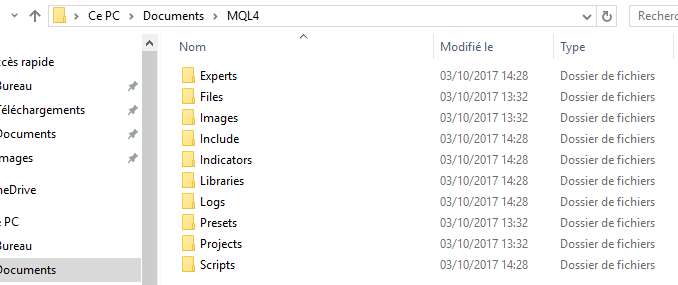 Ce PC > Documents > MQL4
Recherc
Nom Modifié le Type
ccès rapide
Bureau
Téléchargements
Documents
mages
neDrive
e PC
Bureau
Documents
Experts 03/10/2017 14:28 Dossier de fichiers
Files 03/10/2017 13:32 Dossier de fichiers
Images 03/10/2017 13:32 Dossier de fichiers
Include 03/10/2017 14:28 Dossier de fichiers
Indicators 03/10/2017 14:28 Dossier de fichiers
Libraries 03/10/2017 14:28 Dossier de fichiers
Logs 03/10/2017 14:28 Dossier de fichiers
Presets 03/10/2017 13:32 Dossier de fichiers
Projects 03/10/2017 13:32 Dossier de fichiers
Scripts 03/10/2017 14:28 Dossier de fichiers